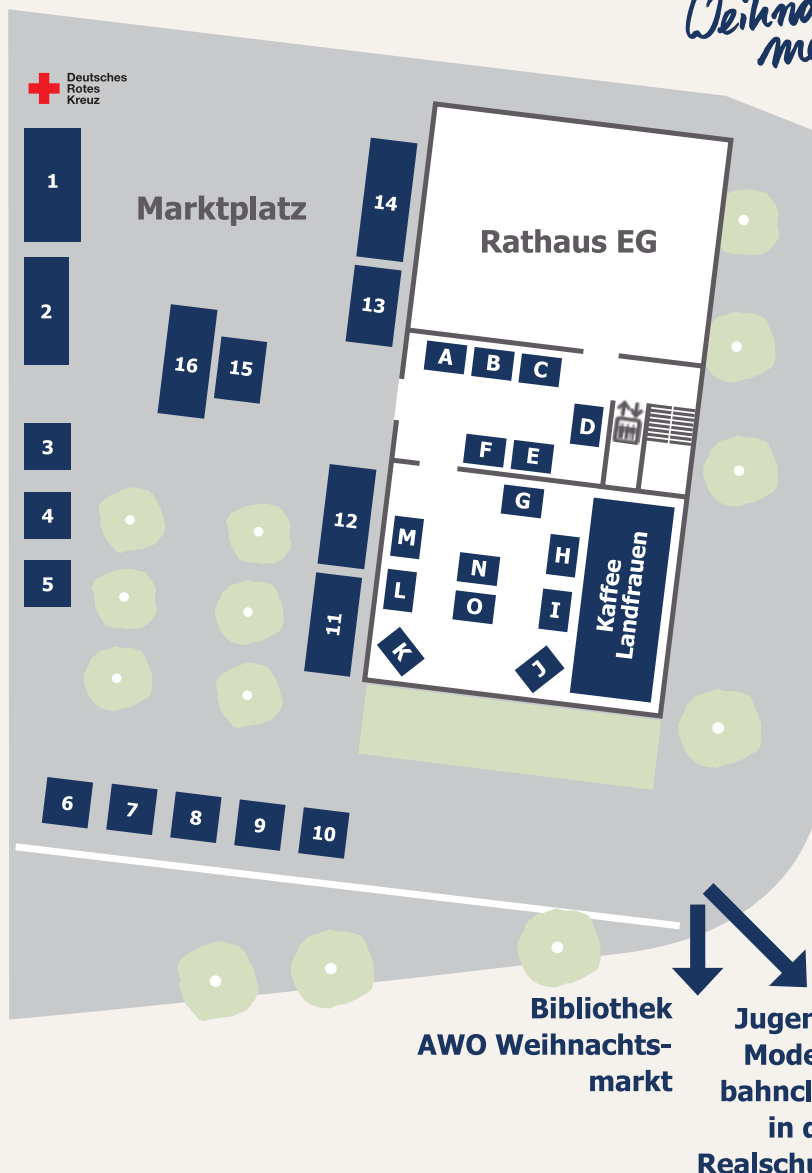 Deutsches
Rotes
Kreuz
1
Marktplatz
14
Rathaus EG
2
13
16
15
A
B
C
D
3
F
E
4
12
G
M
H
Kaffee
Landfrauen
5
N
L
O
I
11
K
J
6
7
8
9
10
Bibliothek
AWO Weihnachts-
markt
in